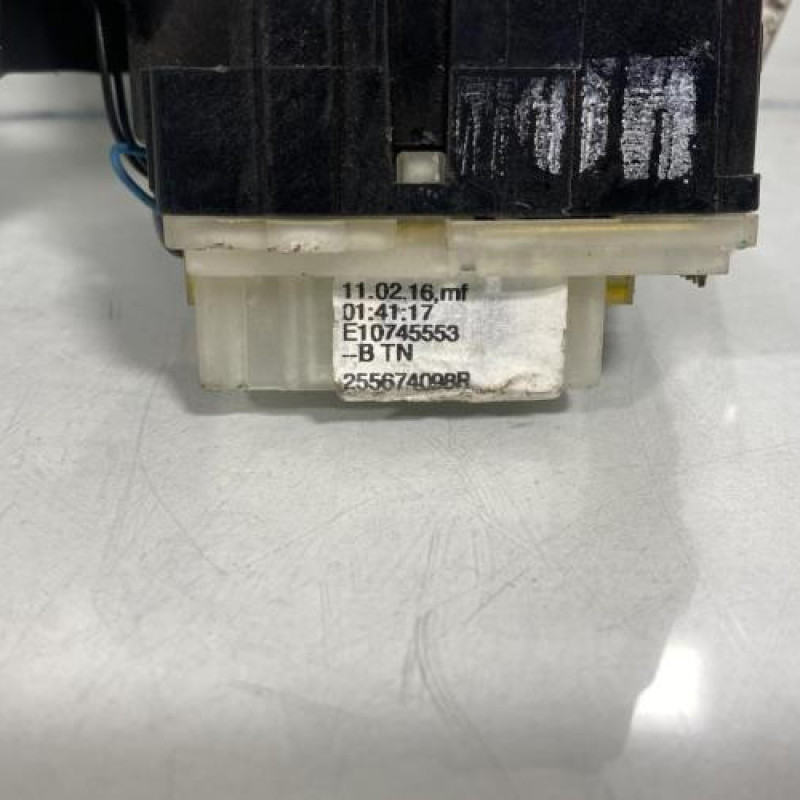 11.02.16,mf
01:41:17
E10745553
--B TN
255674098R